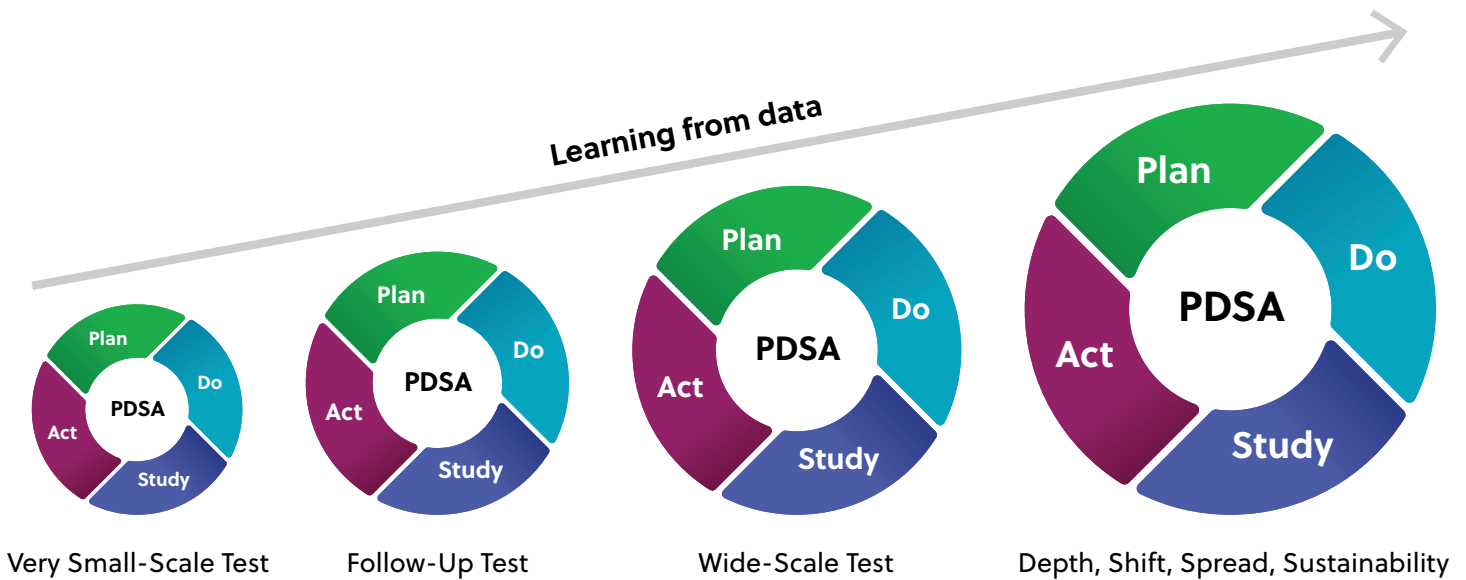 Learning from data
Plan
Do
Study
Act
PDSA
Very Small-Scale Test
Plan
Do
Study
Act
PDSA
Follow-Up Test
Plan
Do
Study
Act
PDSA
Wide-Scale Test
Plan
Do
Study
Act
PDSA
Depth, Shift, Spread, Sustainability